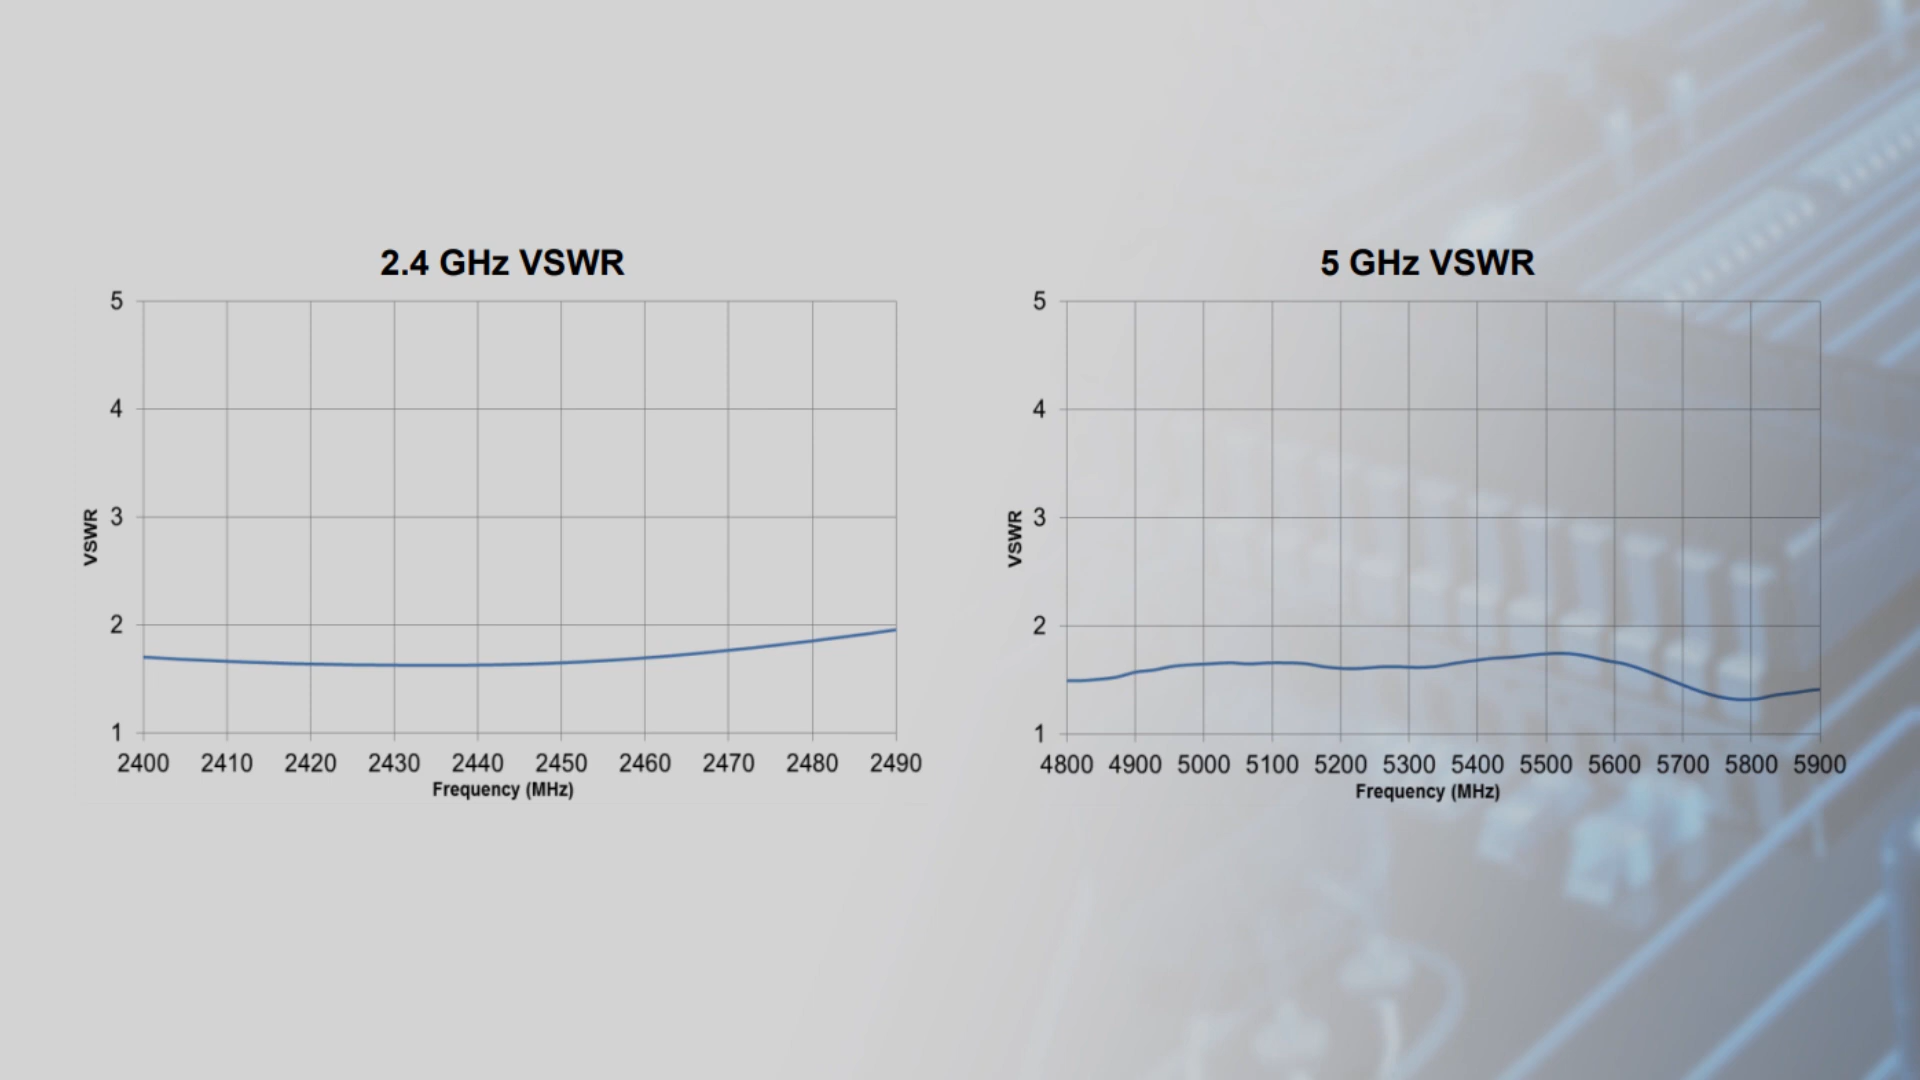 2.4 GHz VSWR
5
4
3
2
1
VSWR
2400 2410 2420 2430 2440 2450 2460 2470 2480 2490
Frequency (MHz)
5 GHz VSWR
5
4
3
2
1
VSWR
4800 4900 5000 5100 5200 5300 5400 5500 5600 5700 5800 5900
Frequency (MHz)